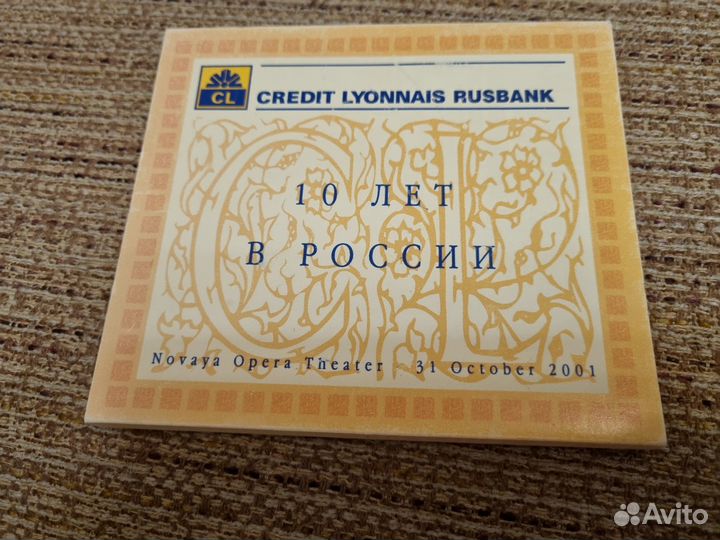 CL CREDIT LYONNAIS RUSBANK
10 ЛЕТ
В РОССИИ
Novaya Opera Theater - 31 October 2001
Avito